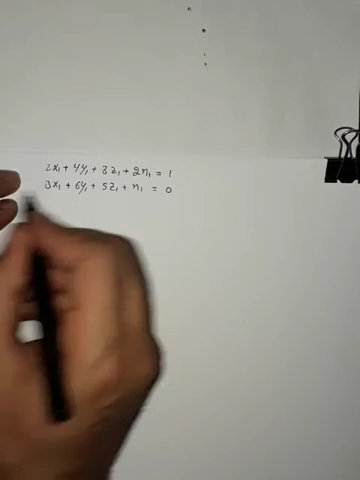 2x₁ + 4y₁ + 3z₁ + 2n₁ = 1
3x₁ + 6y₁ + 5z₁ + n₁ = 0